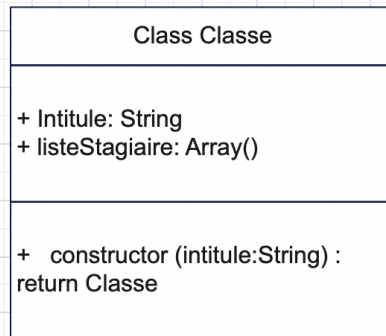 Class Classe
+ Intitule: String
+ listeStagiaire: Array()
+ constructor (intitule:String) :
return Classe